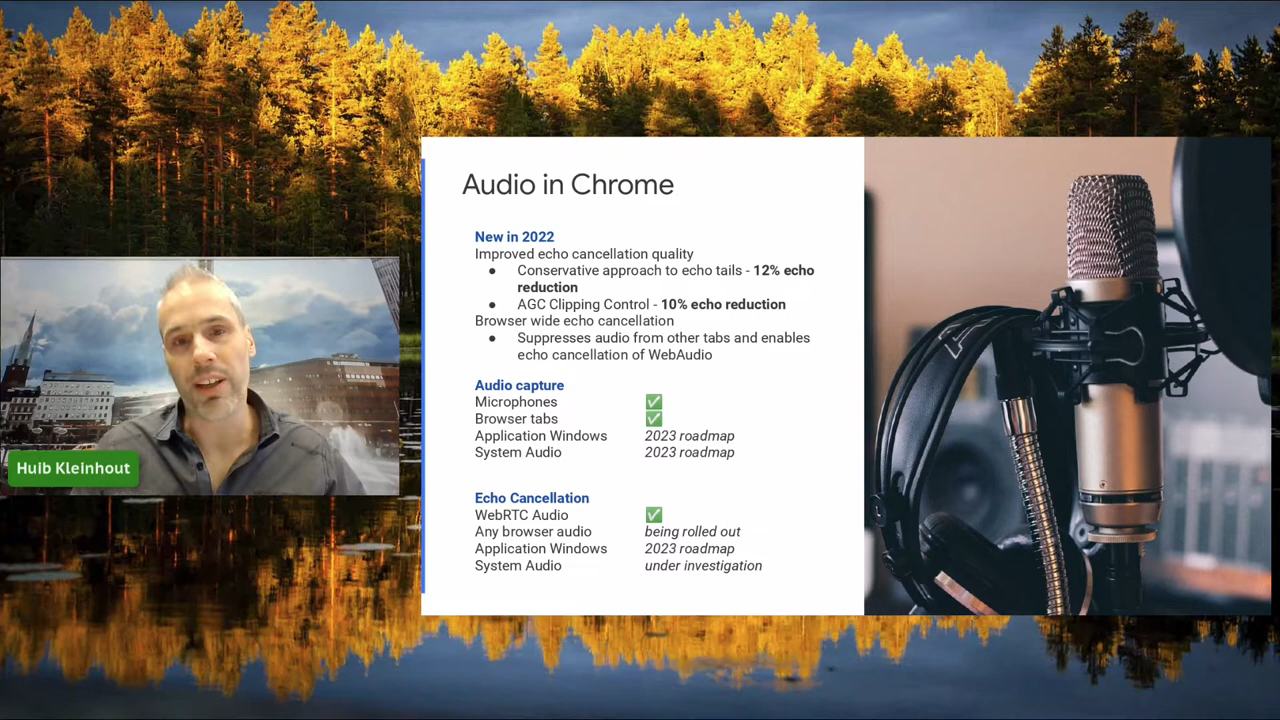 Audio in Chrome
New in 2022
Improved echo cancellation quality
● Conservative approach to echo tails - 12% echo
reduction
● AGC Clipping Control - 10% echo reduction
Browser wide echo cancellation
● Suppresses audio from other tabs and enables
echo cancellation of WebAudio
Audio capture
Microphones ✅
Browser tabs ✅
Application Windows 2023 roadmap
System Audio 2023 roadmap
Echo Cancellation
WebRTC Audio ✅
Any browser audio being rolled out
Application Windows 2023 roadmap
System Audio under investigation
Huib Kleinhout